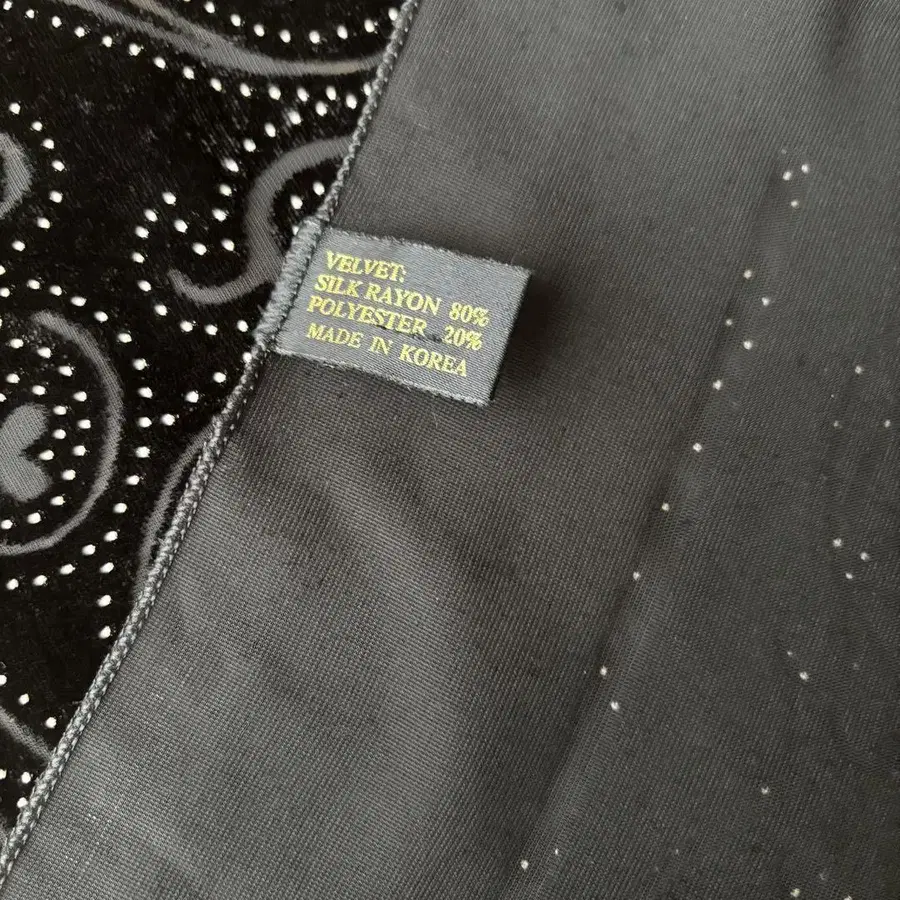 VELVET:
SILK RAYON 80%
POLYESTER 20%
MADE IN KOREA